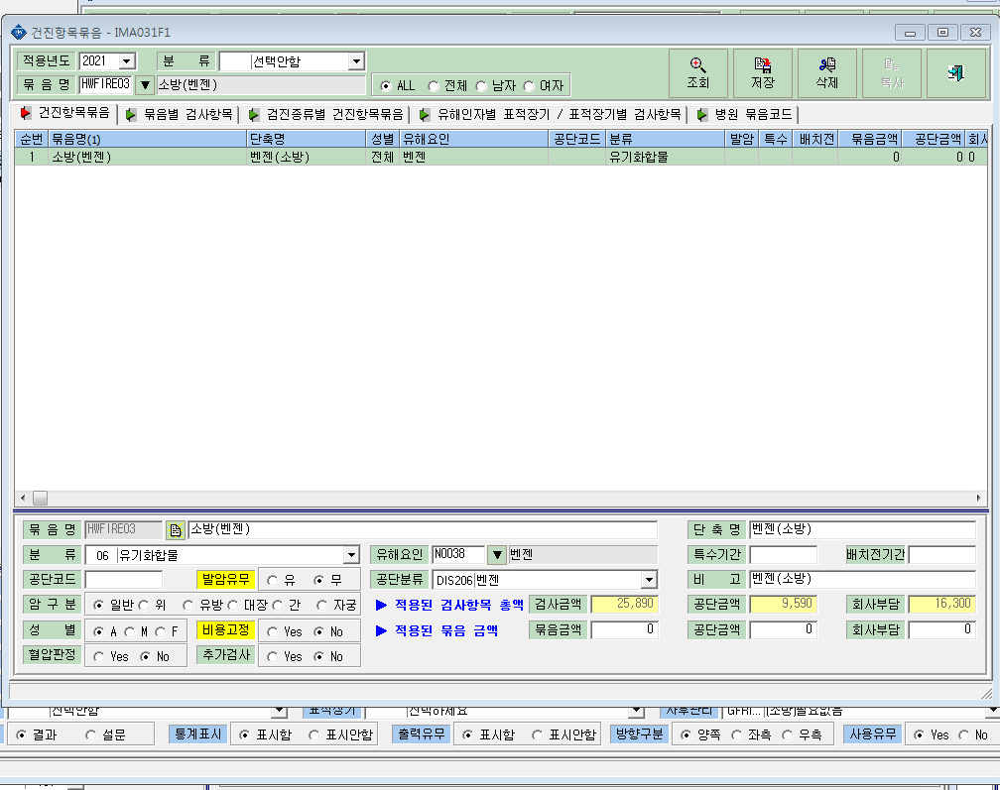 건진항목묶음 - IMA031F1
적용년도 2021 분 류 선택안함
묶 음 명 HWFIRE03 소방(벤젠) ALL 전체 남자 여자
조회 저장 삭제 복사
건진항목묶음 묶음별 검사항목 검진종류별 건진항목묶음 유해인자별 표적장기 / 표적장기별 검사항목 병원 묶음코드
순번 묶음명(1) 단축명 성별 유해요인 공단코드 분류 발암 특수 배치전 묶음금액 공단금액 회사
1 소방(벤젠) 벤젠(소방) 전체 벤젠 유기화합물 0 0 0
묶 음 명 HWFIRE03 소방(벤젠) 단 축 명 벤젠(소방)
분 류 06 유기화합물 유해요인 N0038 벤젠 특수기간 배치전기간
공단코드 발암유무 유 무 공단분류 DIS206 벤젠 비 고 벤젠(소방)
암 구 분 일반 위 유방 대장 간 자궁 적용된 검사항목 총액 검사금액 25,890 공단금액 9,590 회사부담 16,300
성 별 A M F 비용고정 Yes No 적용된 묶음 금액 묶음금액 0 공단금액 0 회사부담 0
혈압판정 Yes No 추가검사 Yes No
선택안함 표적장기 선택하세요 사후관리 GFRI... (소방)필요없음
결과 설문 통계표시 표시함 표시안함 출력유무 표시함 표시안함 방향구분 양쪽 좌측 우측 사용유무 Yes No